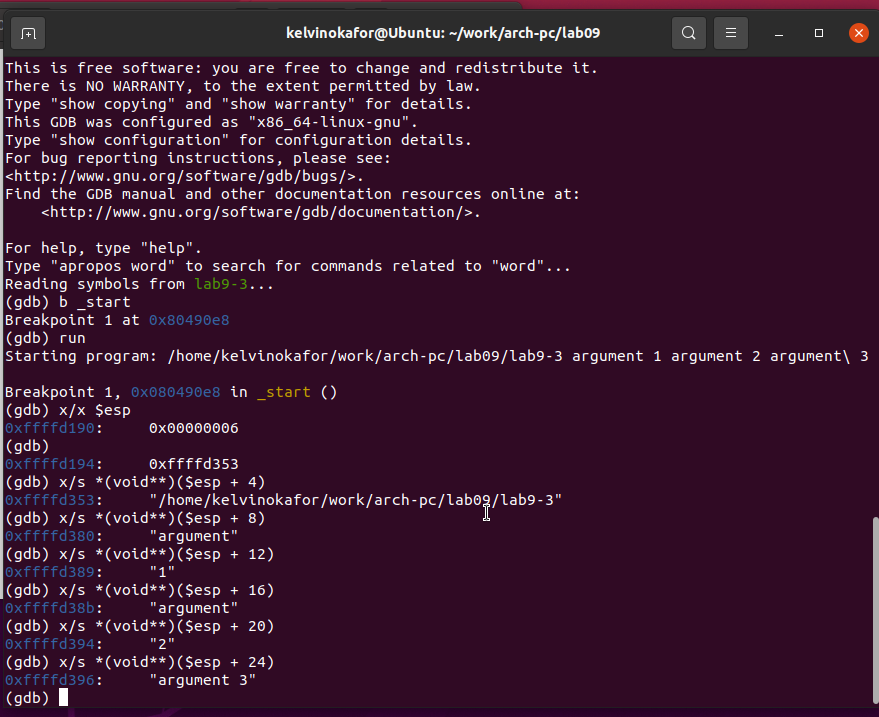 kelvinokafor@Ubuntu: ~/work/arch-pc/lab09
This is free software: you are free to change and redistribute it.
There is NO WARRANTY, to the extent permitted by law.
Type "show copying" and "show warranty" for details.
This GDB was configured as "x86_64-linux-gnu".
Type "show configuration" for configuration details.
For bug reporting instructions, please see:
<http://www.gnu.org/software/gdb/bugs/>.
Find the GDB manual and other documentation resources online at:
    <http://www.gnu.org/software/gdb/documentation/>.

For help, type "help".
Type "apropos word" to search for commands related to "word"...
Reading symbols from lab9-3...
(gdb) b _start
Breakpoint 1 at 0x80490e8
(gdb) run
Starting program: /home/kelvinokafor/work/arch-pc/lab09/lab9-3 argument 1 argument 2 argument\ 3

Breakpoint 1, 0x080490e8 in _start ()
(gdb) x/x $esp
0xffffd190:     0x00000006
(gdb)
0xffffd194:     0xffffd353
(gdb) x/s *(void**)($esp + 4)
0xffffd353:     "/home/kelvinokafor/work/arch-pc/lab09/lab9-3"
(gdb) x/s *(void**)($esp + 8)
0xffffd380:     "argument"
(gdb) x/s *(void**)($esp + 12)
0xffffd389:     "1"
(gdb) x/s *(void**)($esp + 16)
0xffffd38b:     "argument"
(gdb) x/s *(void**)($esp + 20)
0xffffd394:     "2"
(gdb) x/s *(void**)($esp + 24)
0xffffd396:     "argument 3"
(gdb)